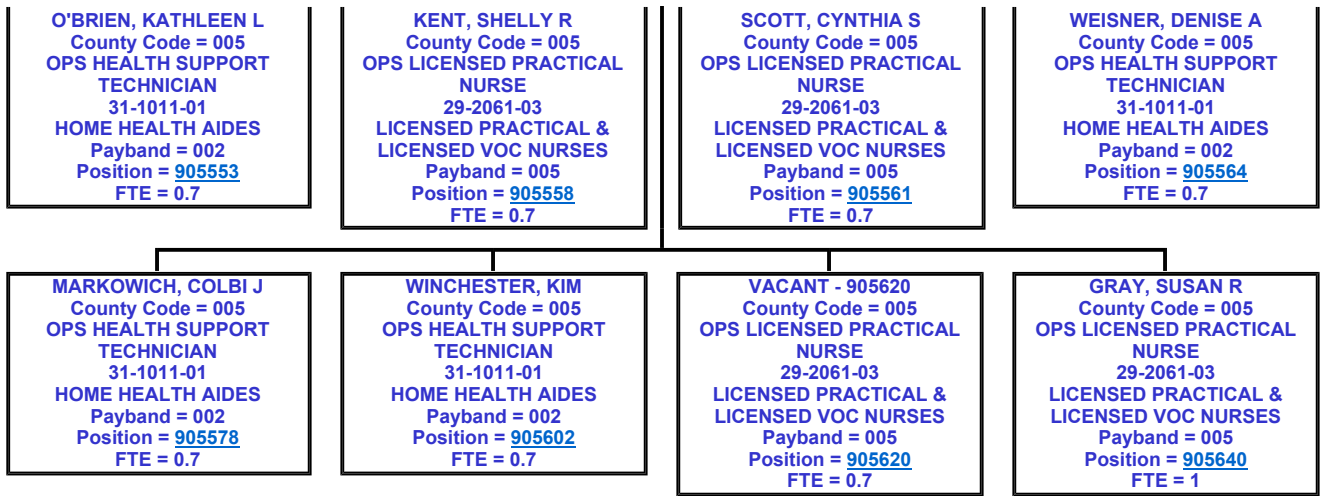 O'BRIEN, KATHLEEN L
County Code = 005
OPS HEALTH SUPPORT
TECHNICIAN
31-1011-01
HOME HEALTH AIDES
Payband = 002
Position = 905553
FTE = 0.7
KENT, SHELLY R
County Code = 005
OPS LICENSED PRACTICAL
NURSE
29-2061-03
LICENSED PRACTICAL &
LICENSED VOC NURSES
Payband = 005
Position = 905558
FTE = 0.7
SCOTT, CYNTHIA S
County Code = 005
OPS LICENSED PRACTICAL
NURSE
29-2061-03
LICENSED PRACTICAL &
LICENSED VOC NURSES
Payband = 005
Position = 905561
FTE = 0.7
WEISNER, DENISE A
County Code = 005
OPS HEALTH SUPPORT
TECHNICIAN
31-1011-01
HOME HEALTH AIDES
Payband = 002
Position = 905564
FTE = 0.7
MARKOWICH, COLBI J
County Code = 005
OPS HEALTH SUPPORT
TECHNICIAN
31-1011-01
HOME HEALTH AIDES
Payband = 002
Position = 905578
FTE = 0.7
WINCHESTER, KIM
County Code = 005
OPS HEALTH SUPPORT
TECHNICIAN
31-1011-01
HOME HEALTH AIDES
Payband = 002
Position = 905602
FTE = 0.7
VACANT - 905620
County Code = 005
OPS LICENSED PRACTICAL
NURSE
29-2061-03
LICENSED PRACTICAL &
LICENSED VOC NURSES
Payband = 005
Position = 905620
FTE = 0.7
GRAY, SUSAN R
County Code = 005
OPS LICENSED PRACTICAL
NURSE
29-2061-03
LICENSED PRACTICAL &
LICENSED VOC NURSES
Payband = 005
Position = 905640
FTE = 1